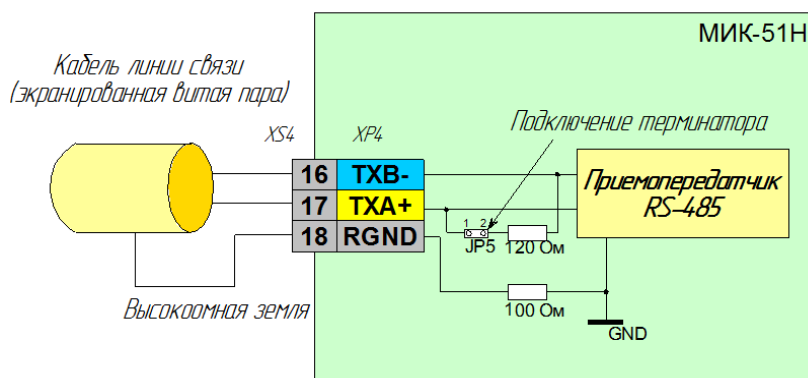 МИК-51Н
Кабель линии связи
(экранированная витая пара)
XS4
XP4
Подключение терминатора
16 TXB-
17 TXA+
18 RGND
1 2
JP5
120 Ом
Приемопередатчик
RS-485
Высокоомная земля
100 Ом
GND